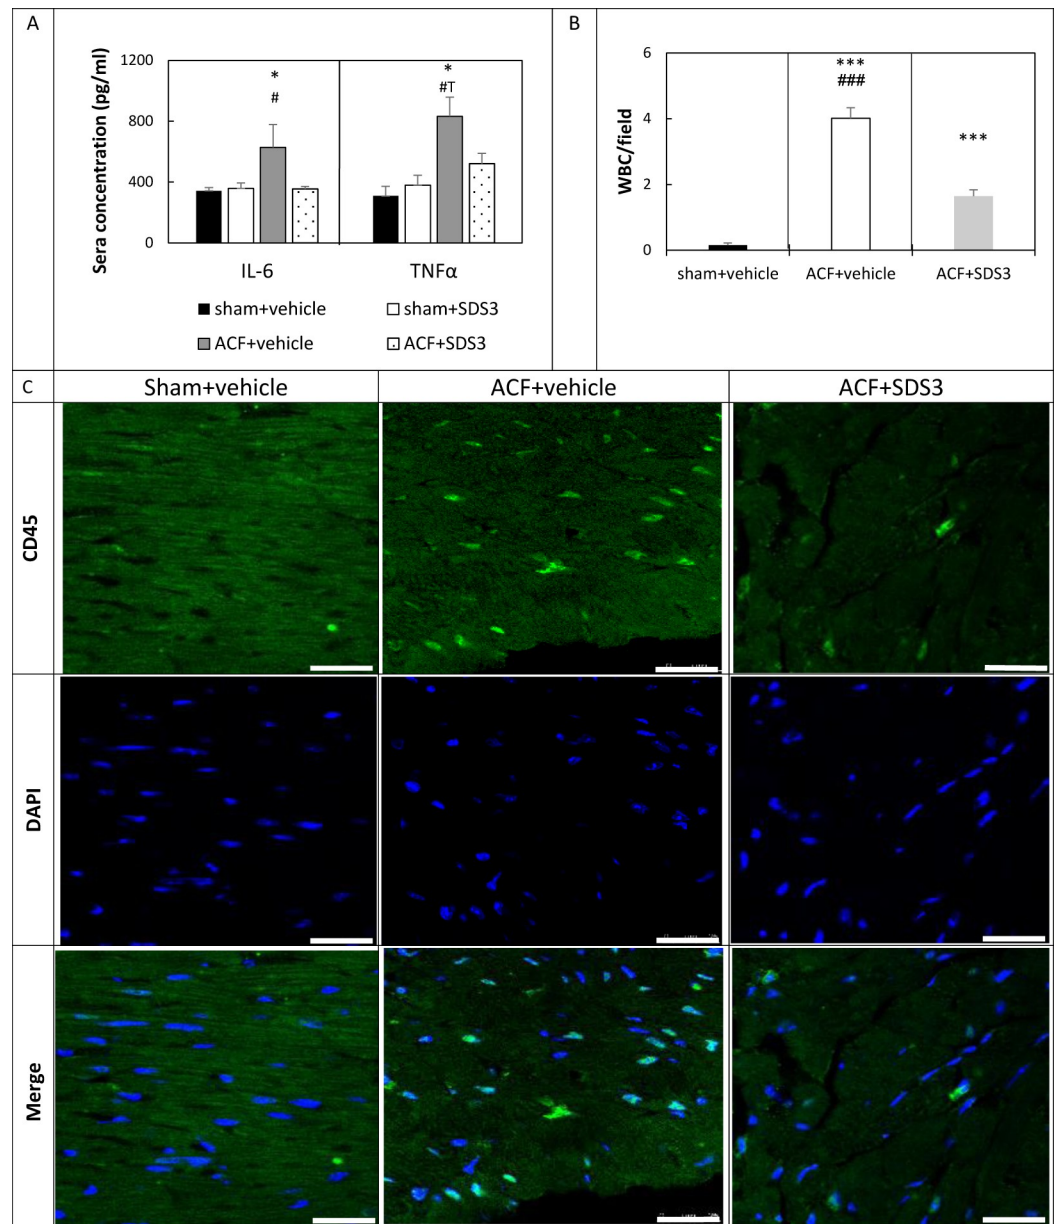 A
B
Sera concentration (pg/ml)
1200
800
400
0
*
#
*
#T
IL-6
TNFα
sham+vehicle
sham+SDS3
ACF+vehicle
ACF+SDS3
WBC/field
6
4
2
0
***
###
***
sham+vehicle
ACF+vehicle
ACF+SDS3
C
Sham+vehicle
ACF+vehicle
ACF+SDS3
CD45
DAPI
Merge